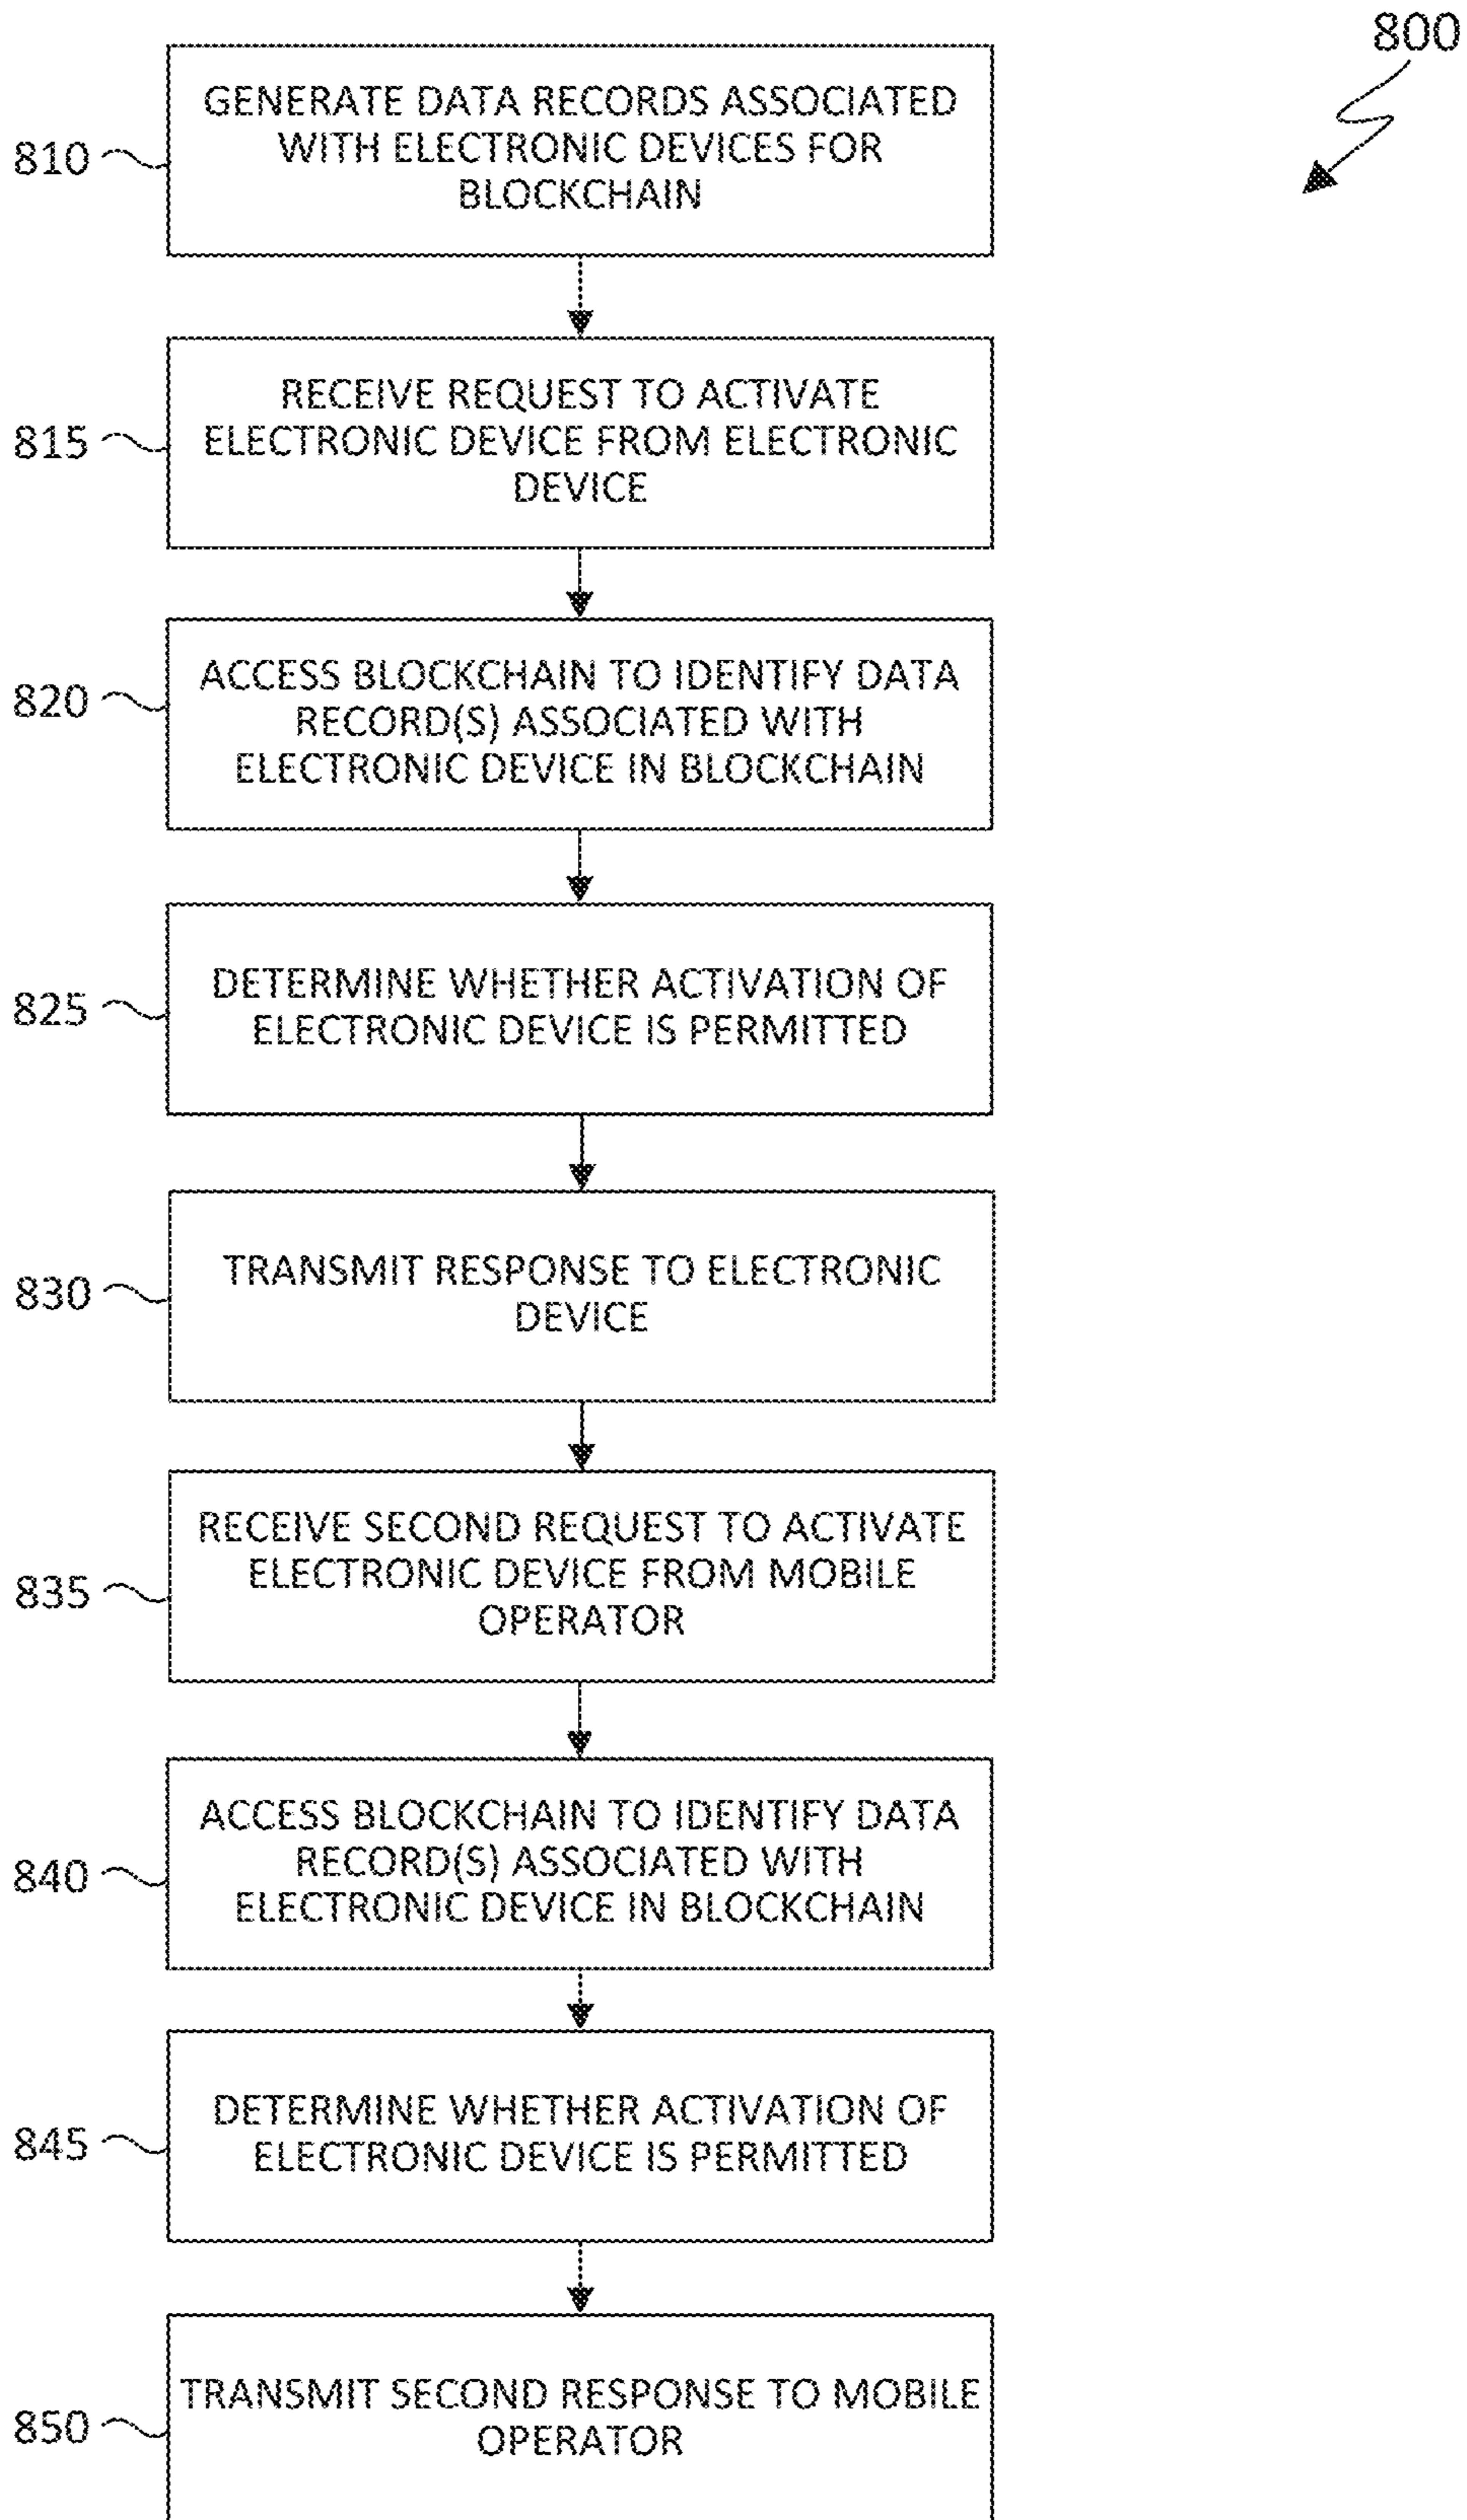 800
GENERATE DATA RECORDS ASSOCIATED
WITH ELECTRONIC DEVICES FOR
BLOCKCHAIN
810
RECEIVE REQUEST TO ACTIVATE
ELECTRONIC DEVICE FROM ELECTRONIC
DEVICE
815
ACCESS BLOCKCHAIN TO IDENTIFY DATA
RECORD(S) ASSOCIATED WITH
ELECTRONIC DEVICE IN BLOCKCHAIN
820
DETERMINE WHETHER ACTIVATION OF
ELECTRONIC DEVICE IS PERMITTED
825
TRANSMIT RESPONSE TO ELECTRONIC
DEVICE
830
RECEIVE SECOND REQUEST TO ACTIVATE
ELECTRONIC DEVICE FROM MOBILE
OPERATOR
835
ACCESS BLOCKCHAIN TO IDENTIFY DATA
RECORD(S) ASSOCIATED WITH
ELECTRONIC DEVICE IN BLOCKCHAIN
840
DETERMINE WHETHER ACTIVATION OF
ELECTRONIC DEVICE IS PERMITTED
845
TRANSMIT SECOND RESPONSE TO MOBILE
OPERATOR
850